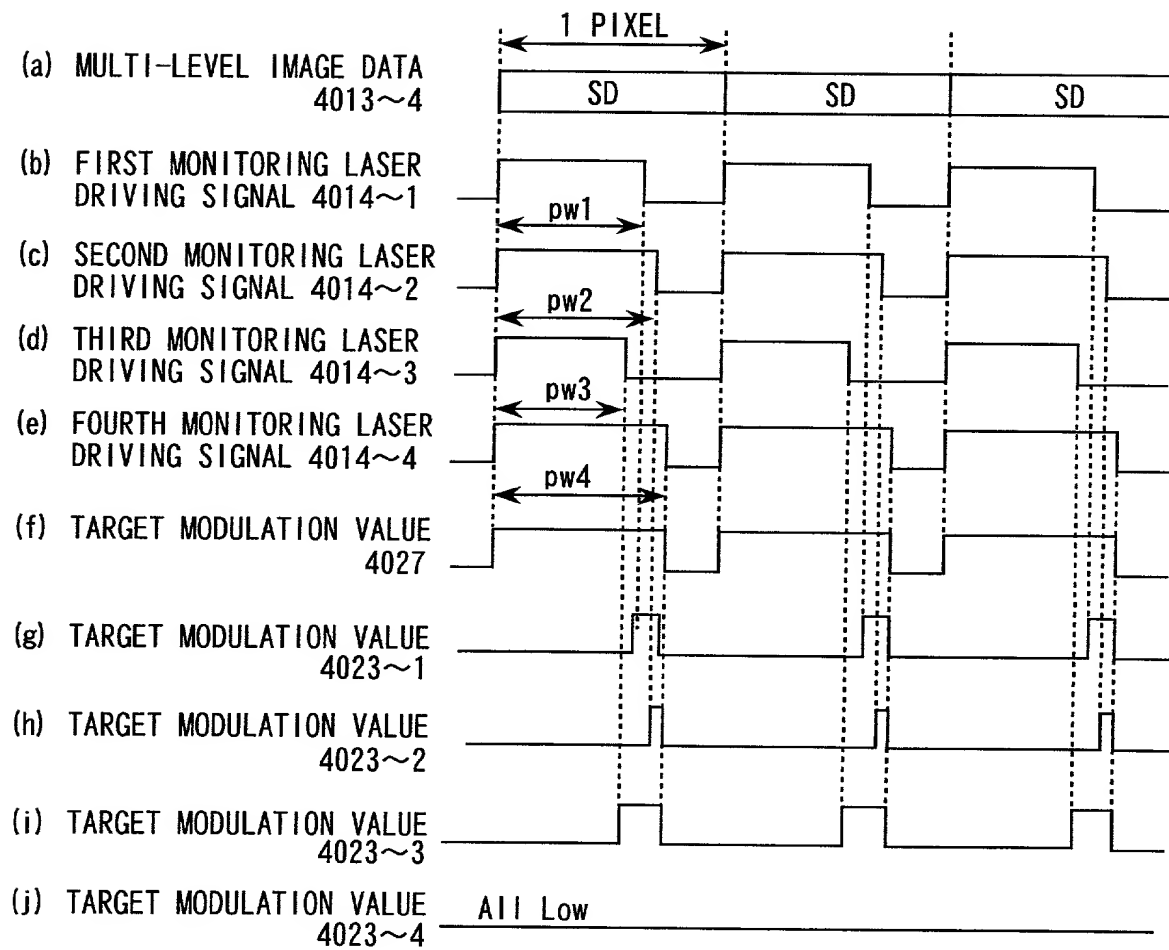 1 PIXEL
(a) MULTI-LEVEL IMAGE DATA
4013~4
SD SD SD
(b) FIRST MONITORING LASER
DRIVING SIGNAL 4014~1
pw1
(c) SECOND MONITORING LASER
DRIVING SIGNAL 4014~2
pw2
(d) THIRD MONITORING LASER
DRIVING SIGNAL 4014~3
pw3
(e) FOURTH MONITORING LASER
DRIVING SIGNAL 4014~4
pw4
(f) TARGET MODULATION VALUE
4027
(g) TARGET MODULATION VALUE
4023~1
(h) TARGET MODULATION VALUE
4023~2
(i) TARGET MODULATION VALUE
4023~3
(j) TARGET MODULATION VALUE
4023~4
All Low